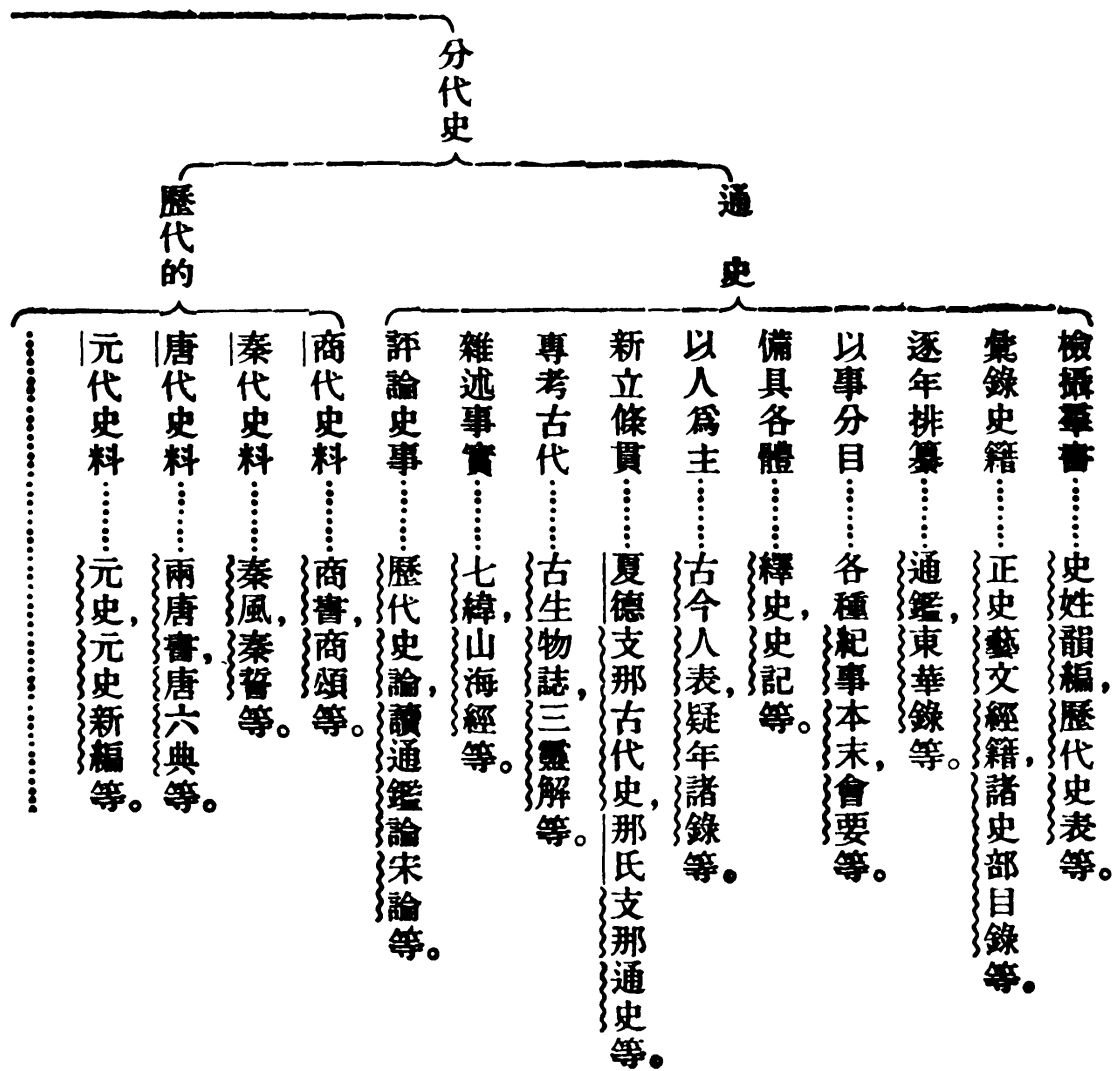 分代史
通史
檢攝羣書……史姓韻編，歷代史表等。
彙錄史籍……正史藝文經籍，諸史部目錄等。
逐年排纂……通鑑，東華錄等。
以事分目……各種紀事本末，會要等。
備具各體……繹史，史記等。
以人爲主……古今人表，疑年諸錄等。
新立條貫……夏德支那古代史，那氏支那通史等。
專考古代……古生物誌，三靈解等。
雜述事實……七緯，山海經等。
評論史事……歷代史論，讀通鑑論宋論等。
歷代的
商代史料……商書，商頌等。
秦代史料……秦風，秦誓等。
唐代史料……兩唐書，唐六典等。
元代史料……元史，元史新編等。